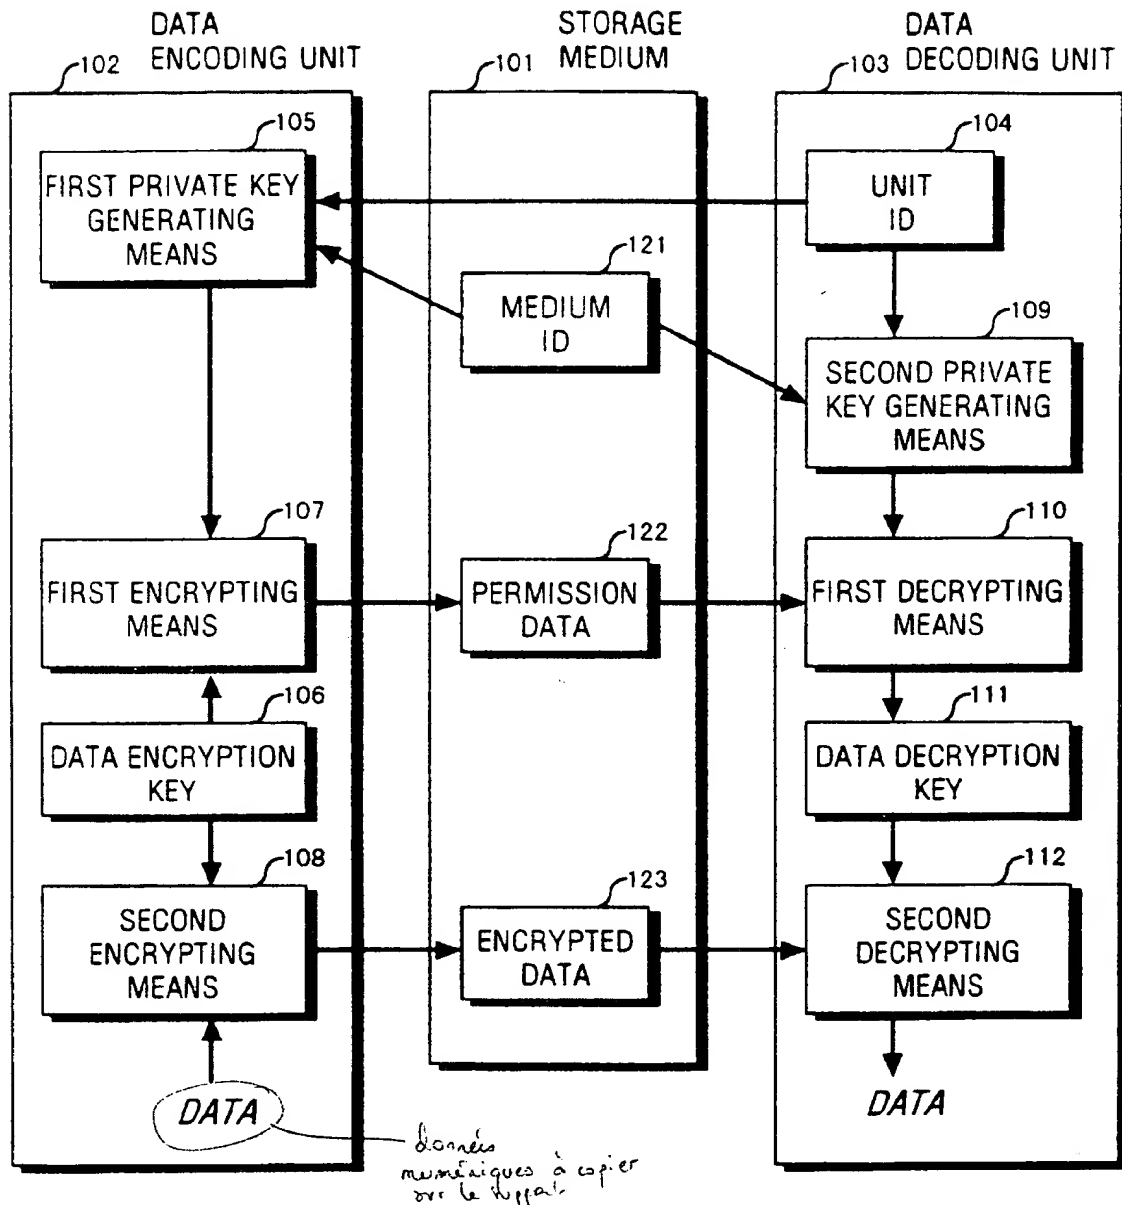 DATA
ENCODING UNIT
102
STORAGE
MEDIUM
101
DATA
DECODING UNIT
103
105
FIRST PRIVATE KEY
GENERATING
MEANS
104
UNIT
ID
121
MEDIUM
ID
109
SECOND PRIVATE
KEY GENERATING
MEANS
107
FIRST ENCRYPTING
MEANS
122
PERMISSION
DATA
110
FIRST DECRYPTING
MEANS
106
DATA ENCRYPTION
KEY
111
DATA DECRYPTION
KEY
108
SECOND
ENCRYPTING
MEANS
123
ENCRYPTED
DATA
112
SECOND
DECRYPTING
MEANS
DATA
DATA
données
numériques à copier
sur le support